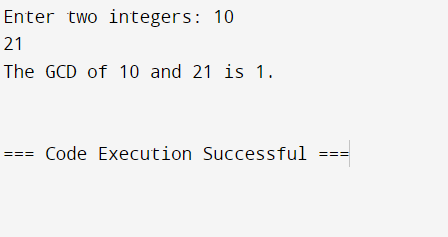 Enter two integers: 10
21
The GCD of 10 and 21 is 1.
=== Code Execution Successful ===